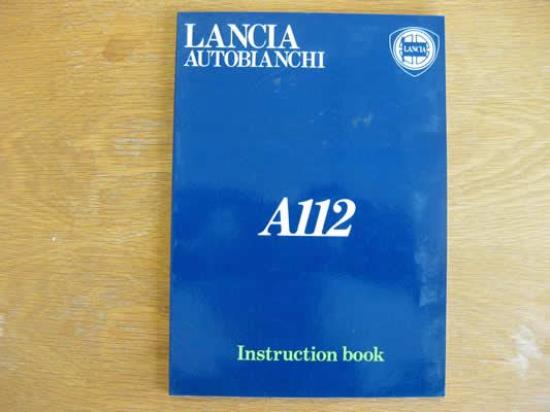 LANCIA
AUTOBIANCHI
LANCIA
A112
Instruction book